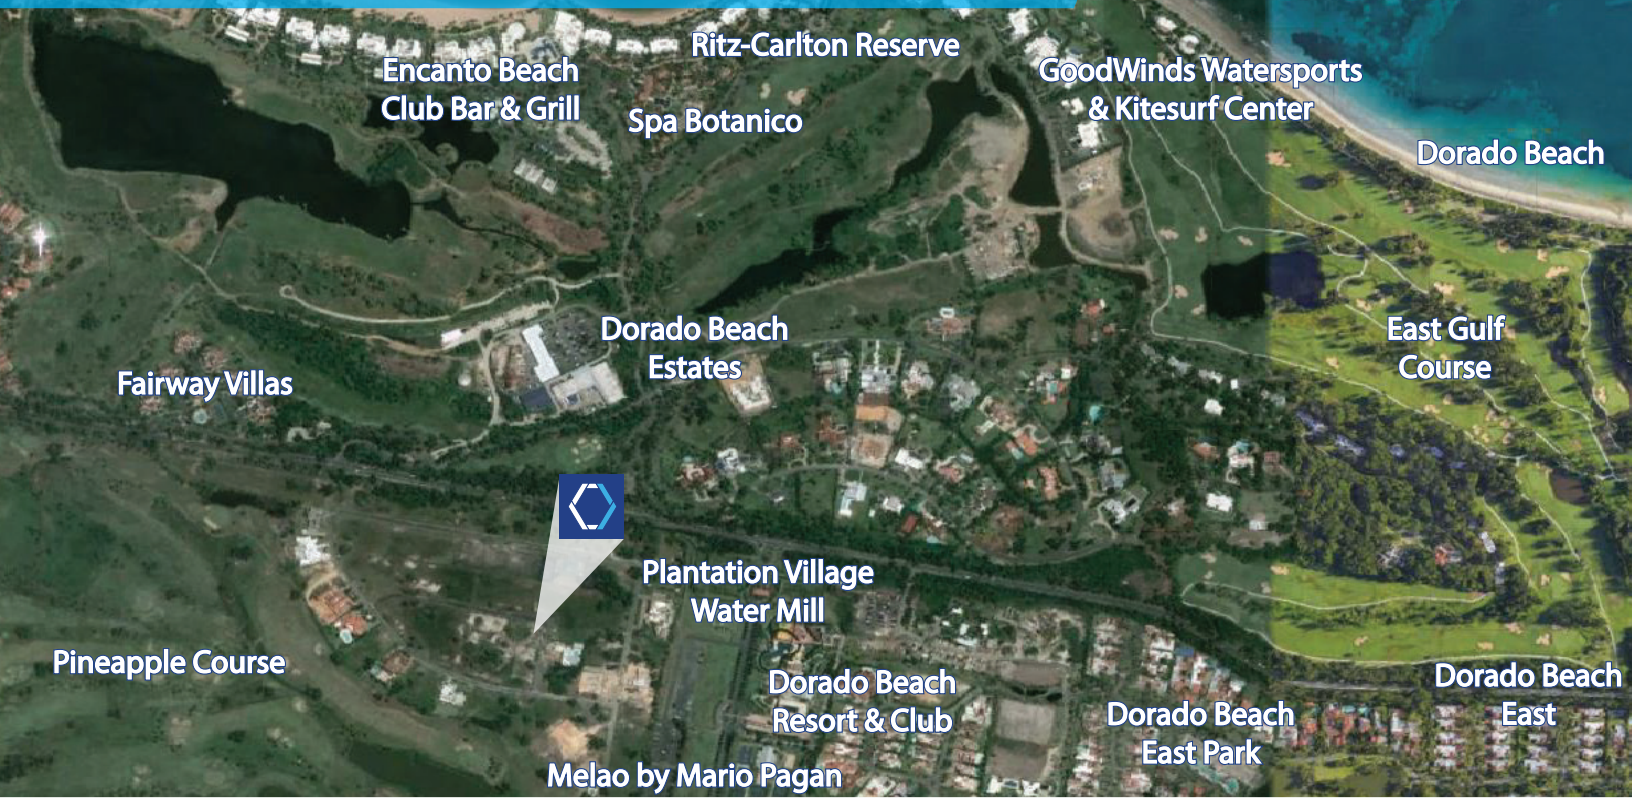 Ritz-Carlton Reserve
Encanto Beach
Club Bar & Grill
GoodWinds Watersports
& Kitesurf Center
Spa Botanico
Dorado Beach
Dorado Beach
Estates
East Gulf
Course
Fairway Villas
Plantation Village
Water Mill
Pineapple Course
Dorado Beach
Resort & Club
Dorado Beach
East
Dorado Beach
East Park
Melao by Mario Pagan